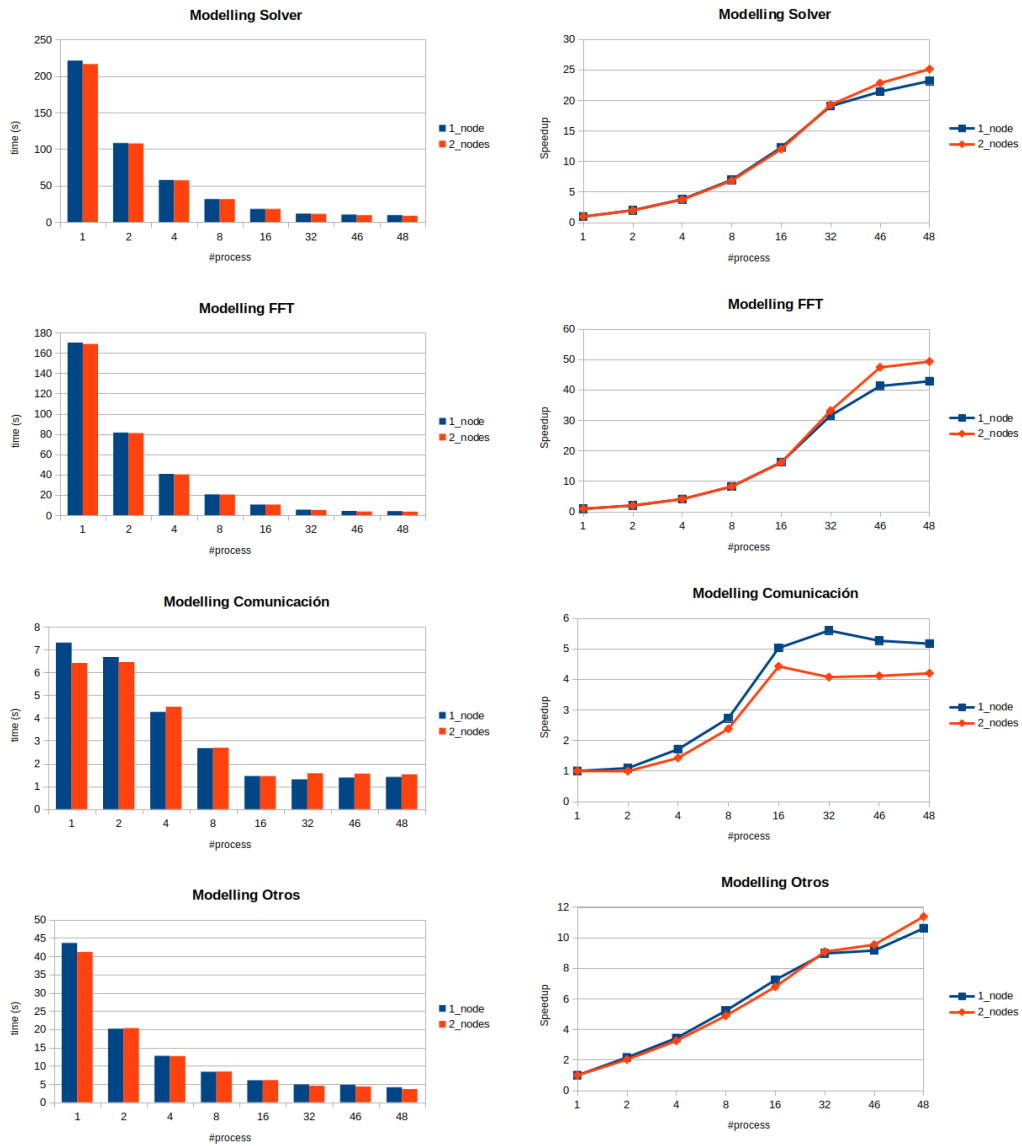 Modelling Solver
250
200
150
100
50
0
time (s)
1 2 4 8 16 32 46 48
#process
1_node
2_nodes
Modelling Solver
30
25
20
15
10
5
0
Speedup
1 2 4 8 16 32 46 48
#process
1_node
2_nodes
Modelling FFT
180
160
140
120
100
80
60
40
20
0
time (s)
1 2 4 8 16 32 46 48
#process
1_node
2_nodes
Modelling FFT
60
50
40
30
20
10
0
Speedup
1 2 4 8 16 32 46 48
#process
1_node
2_nodes
Modelling Comunicación
8
7
6
5
4
3
2
1
0
time (s)
1 2 4 8 16 32 46 48
#process
1_node
2_nodes
Modelling Comunicación
6
5
4
3
2
1
0
Speedup
1 2 4 8 16 32 46 48
#process
1_node
2_nodes
Modelling Otros
50
45
40
35
30
25
20
15
10
5
0
time (s)
1 2 4 8 16 32 46 48
#process
1_node
2_nodes
Modelling Otros
12
10
8
6
4
2
0
Speedup
1 2 4 8 16 32 46 48
#process
1_node
2_nodes